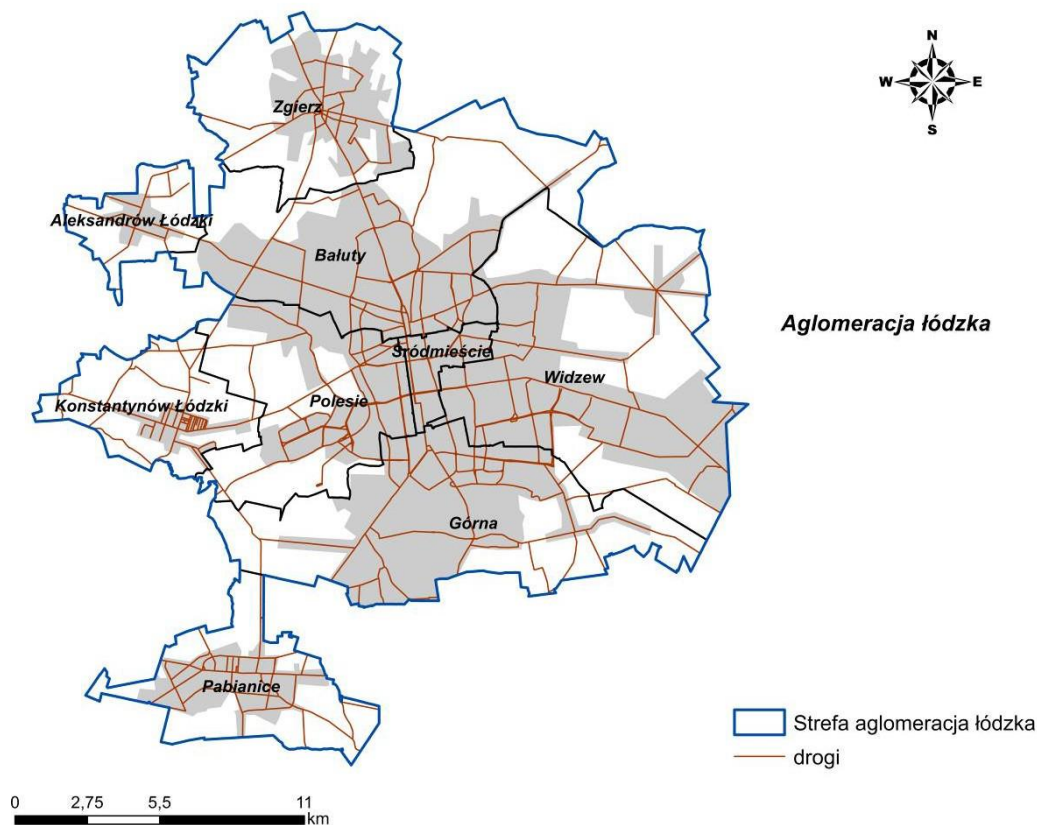 N
W E
S
Zgierz
Aleksandrów Łódzki
Bałuty
Aglomeracja łódzka
Śródmieście
Widzew
Konstantynów Łódzki
Polesie
Górna
Pabianice
Strefa aglomeracja łódzka
drogi
0 2,75 5,5 11
km